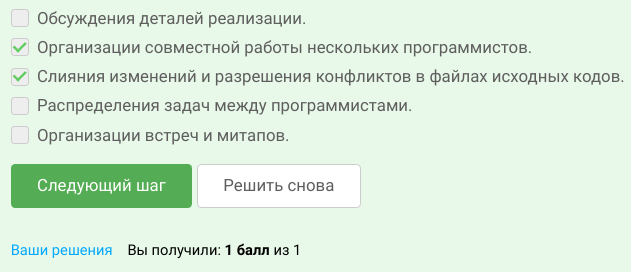 Обсуждения деталей реализации.
Организации совместной работы нескольких программистов.
Слияния изменений и разрешения конфликтов в файлах исходных кодов.
Распределения задач между программистами.
Организации встреч и митапов.
Следующий шаг Решить снова
Ваши решения Вы получили: 1 балл из 1